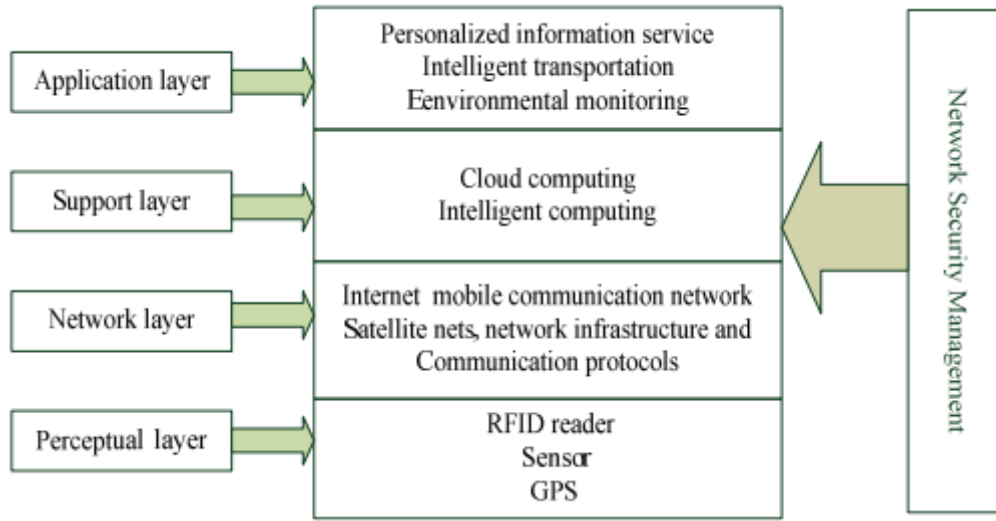 Application layer
Personalized information service
Intelligent transportation
Eenvironmental monitoring
Support layer
Cloud computing
Intelligent computing
Network layer
Internet mobile communication network
Satellite nets, network infrastructure and
Communication protocols
Perceptual layer
RFID reader
Sensor
GPS
Network Security Management